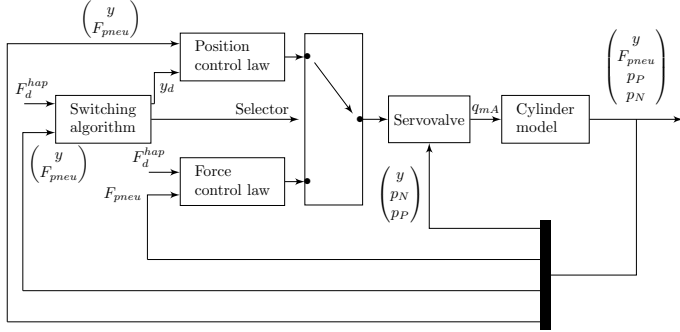 y
F_pneu
Position
control law
F_d^hap
y_d
Switching
algorithm
Selector
y
F_pneu
F_d^hap
Force
control law
F_pneu
Servovalve
q_mA
Cylinder
model
y
F_pneu
p_P
p_N
y
p_N
p_P